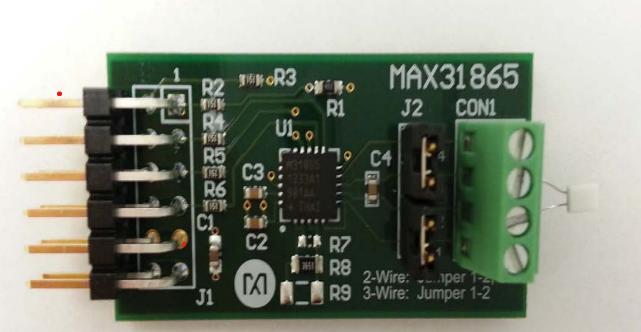 1
MAX31865
R3
R2
R1
J2
CON1
R4
U1
R5
C3
C4
4
R6
C1
C2
R7
R8
R9
J1
2-Wire: Jumper 1-2,
3-Wire: Jumper 1-2